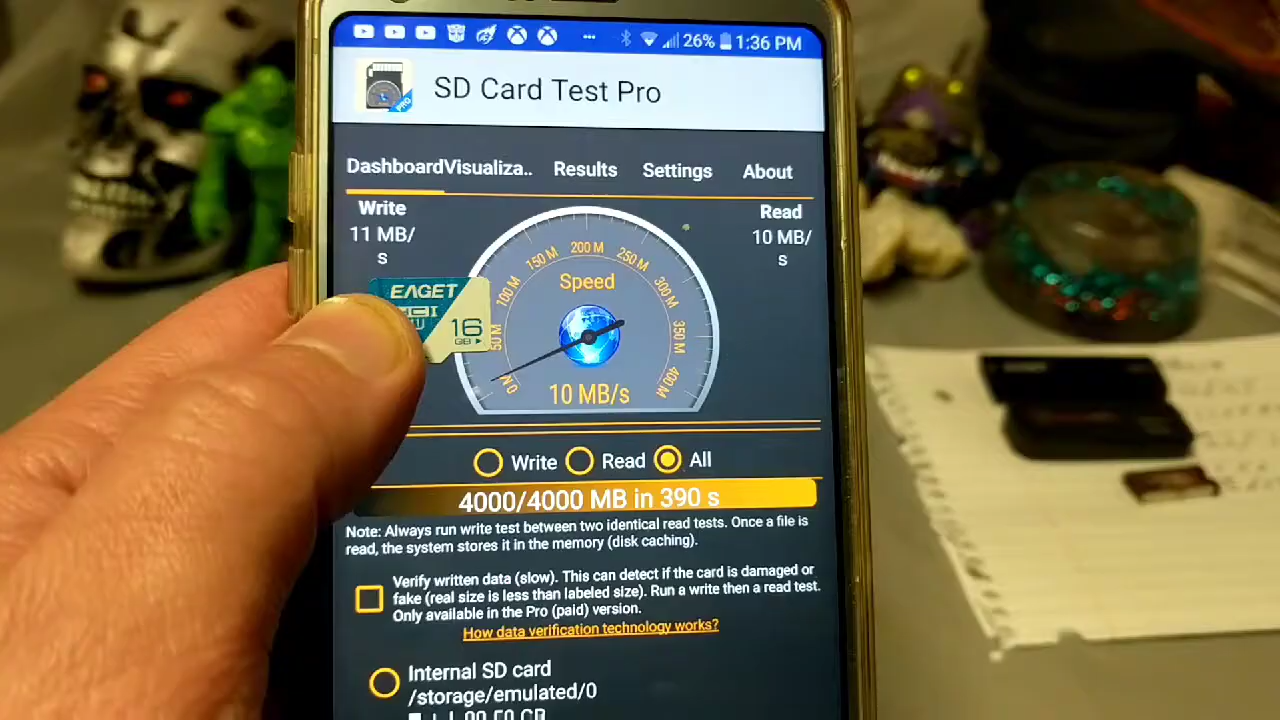 26% 1:36 PM
SD Card Test Pro
PRO
Dashboard Visualiza.. Results Settings About
Write
11 MB/
s
Read
10 MB/
s
0 M
50 M
100 M
150 M
200 M
250 M
300 M
350 M
400 M
Speed
10 MB/s
EAGET
16
GiB
Write Read All
4000/4000 MB in 390 s
Note: Always run write test between two identical read tests. Once a file is
read, the system stores it in the memory (disk caching).
Verify written data (slow). This can detect if the card is damaged or
fake (real size is less than labeled size). Run a write then a read test.
Only available in the Pro (paid) version.
How data verification technology works?
Internal SD card
/storage/emulated/0